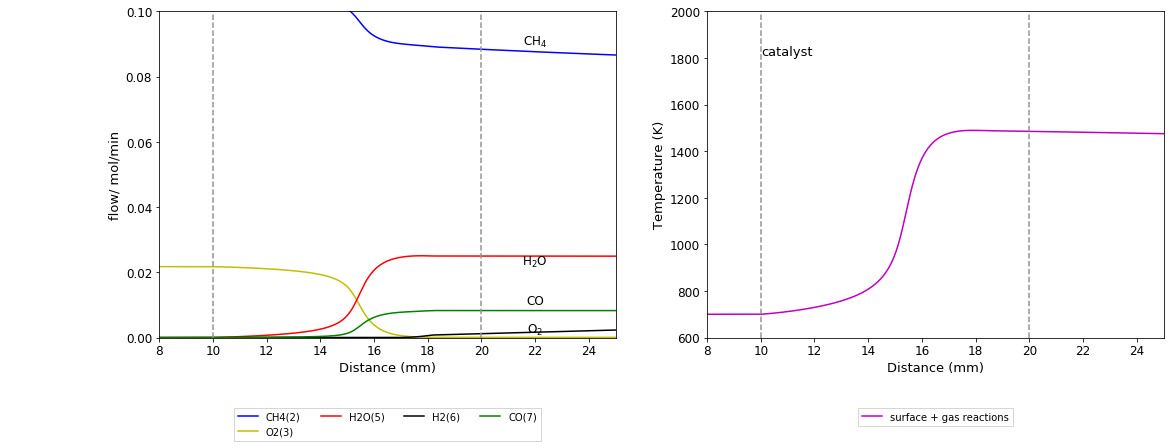 0.10
0.08
0.06
0.04
0.02
0.00
flow/ mol/min
CH₄
H₂O
CO
O₂
8 10 12 14 16 18 20 22 24
Distance (mm)
CH4(2) H2O(5) H2(6) CO(7)
O2(3)
2000
1800
1600
1400
1200
1000
800
600
Temperature (K)
catalyst
8 10 12 14 16 18 20 22 24
Distance (mm)
surface + gas reactions